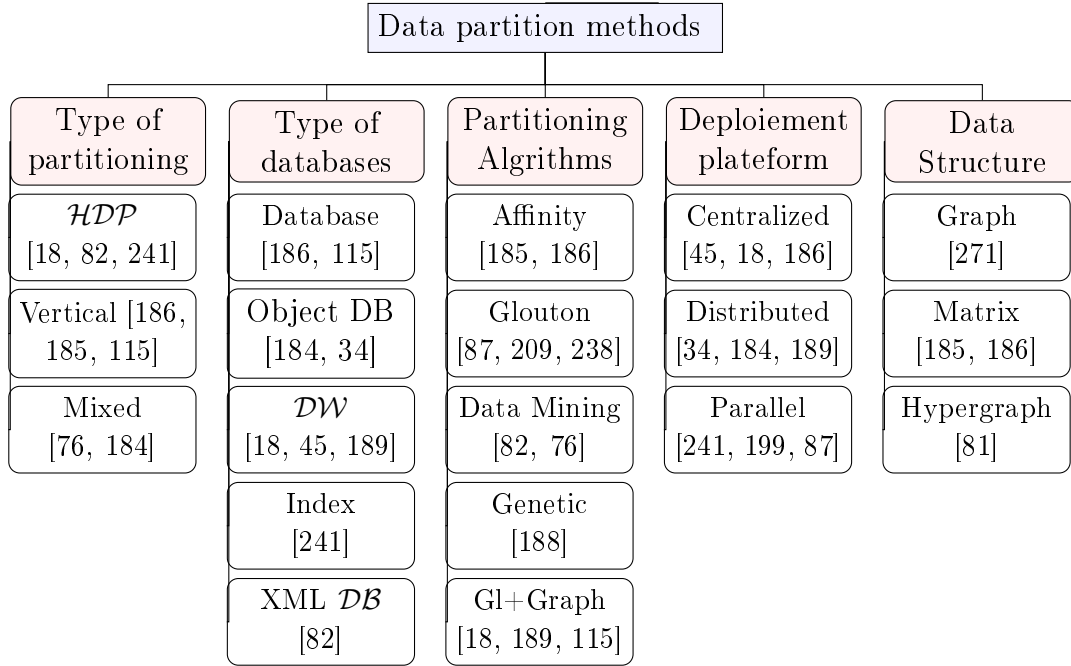 Data partition methods
Type of
partitioning
HDP
[18, 82, 241]
Vertical [186,
185, 115]
Mixed
[76, 184]
Type of
databases
Database
[186, 115]
Object DB
[184, 34]
DW
[18, 45, 189]
Index
[241]
XML DB
[82]
Partitioning
Algorithms
Affinity
[185, 186]
Glouton
[87, 209, 238]
Data Mining
[82, 76]
Genetic
[188]
Gl+Graph
[18, 189, 115]
Deploiement
plateform
Centralized
[45, 18, 186]
Distributed
[34, 184, 189]
Parallel
[241, 199, 87]
Data
Structure
Graph
[271]
Matrix
[185, 186]
Hypergraph
[81]